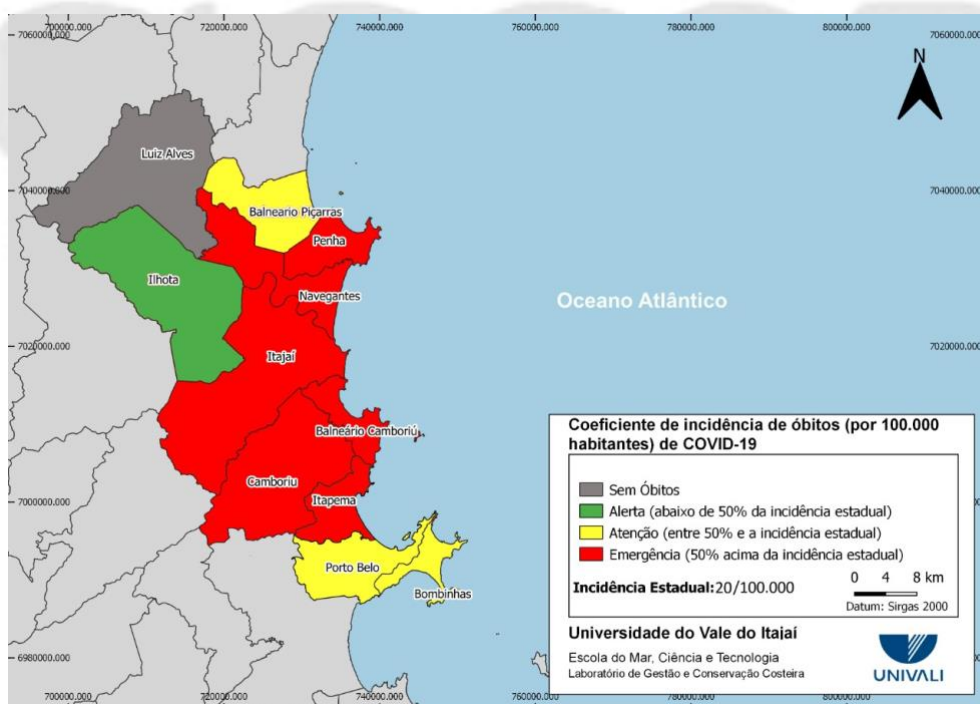 700000.000 720000.000 740000.000 760000.000 780000.000 800000.000
7060000.000 7060000.000
N
Luiz Alves
7040000.000 7040000.000
Balneario Piçarras
Penha
Ilhota
Navegantes
Oceano Atlântico
7020000.000 7020000.000
Itajaí
Balneário Camboriú
Camboriu
7000000.000
Itapema
Porto Belo
Bombinhas
6980000.000
700000.000 720000.000 740000.000 760000.000 780000.000 800000.000
Coeficiente de incidência de óbitos (por 100.000
habitantes) de COVID-19
Sem Óbitos
Alerta (abaixo de 50% da incidência estadual)
Atenção (entre 50% e a incidência estadual)
Emergência (50% acima da incidência estadual)
Incidência Estadual:20/100.000
0 4 8 km
Datum: Sirgas 2000
Universidade do Vale do Itajaí
Escola do Mar, Ciência e Tecnologia
Laboratório de Gestão e Conservação Costeira
UNIVALI